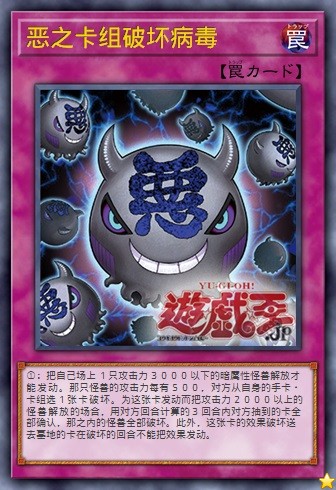 恶之卡组破坏病毒
トラップ
罠
【罠カード】
悪
YU-GI-OH!
遊戯王
.JP
①:把自己场上1只攻击力3000以下的暗属性怪兽解放才
能发动。那只怪兽的攻击力每有500,对方从自身的手卡·
卡组选1张卡破坏。为这张卡发动而把攻击力2000以上的
怪兽解放的场合,用对方回合计算的3回合内对方抽到的卡全
部确认,那之内的怪兽全部破坏。此外,这张卡的效果破坏送
去墓地的卡在破坏的回合不能把效果发动。